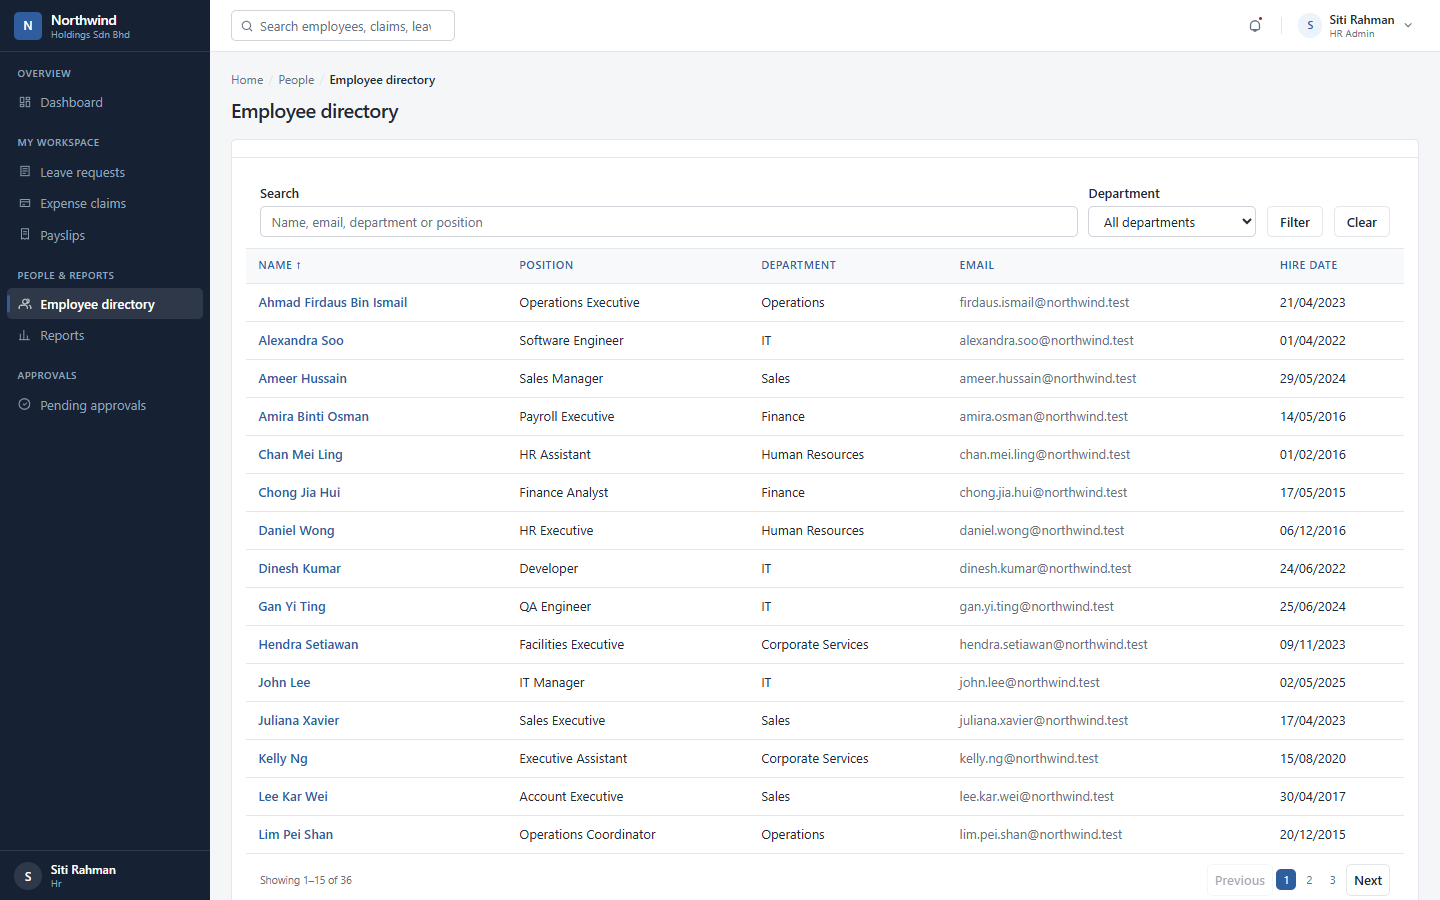 N
Northwind
Holdings Sdn Bhd
OVERVIEW
Dashboard
MY WORKSPACE
Leave requests
Expense claims
Payslips
PEOPLE & REPORTS
Employee directory
Reports
APPROVALS
Pending approvals
S
Siti Rahman
Hr
Search employees, claims,
S
Siti Rahman
HR Admin
Home / People / Employee directory
Employee directory
Search
Department
Name, email, department or position
All departments
Filter
Clear
NAME ↑ POSITION DEPARTMENT EMAIL HIRE DATE
Ahmad Firdaus Bin Ismail Operations Executive Operations firdaus.ismail@northwind.test 21/04/2023
Alexandra Soo Software Engineer IT alexandra.soo@northwind.test 01/04/2022
Ameer Hussain Sales Manager Sales ameer.hussain@northwind.test 29/05/2024
Amira Binti Osman Payroll Executive Finance amira.osman@northwind.test 14/05/2016
Chan Mei Ling HR Assistant Human Resources chan.mei.ling@northwind.test 01/02/2016
Chong Jia Hui Finance Analyst Finance chong.jia.hui@northwind.test 17/05/2015
Daniel Wong HR Executive Human Resources daniel.wong@northwind.test 06/12/2016
Dinesh Kumar Developer IT dinesh.kumar@northwind.test 24/06/2022
Gan Yi Ting QA Engineer IT gan.yi.ting@northwind.test 25/06/2024
Hendra Setiawan Facilities Executive Corporate Services hendra.setiawan@northwind.test 09/11/2023
John Lee IT Manager IT john.lee@northwind.test 02/05/2025
Juliana Xavier Sales Executive Sales juliana.xavier@northwind.test 17/04/2023
Kelly Ng Executive Assistant Corporate Services kelly.ng@northwind.test 15/08/2020
Lee Kar Wei Account Executive Sales lee.kar.wei@northwind.test 30/04/2017
Lim Pei Shan Operations Coordinator Operations lim.pei.shan@northwind.test 20/12/2015
Showing 1–15 of 36
Previous 1 2 3 Next